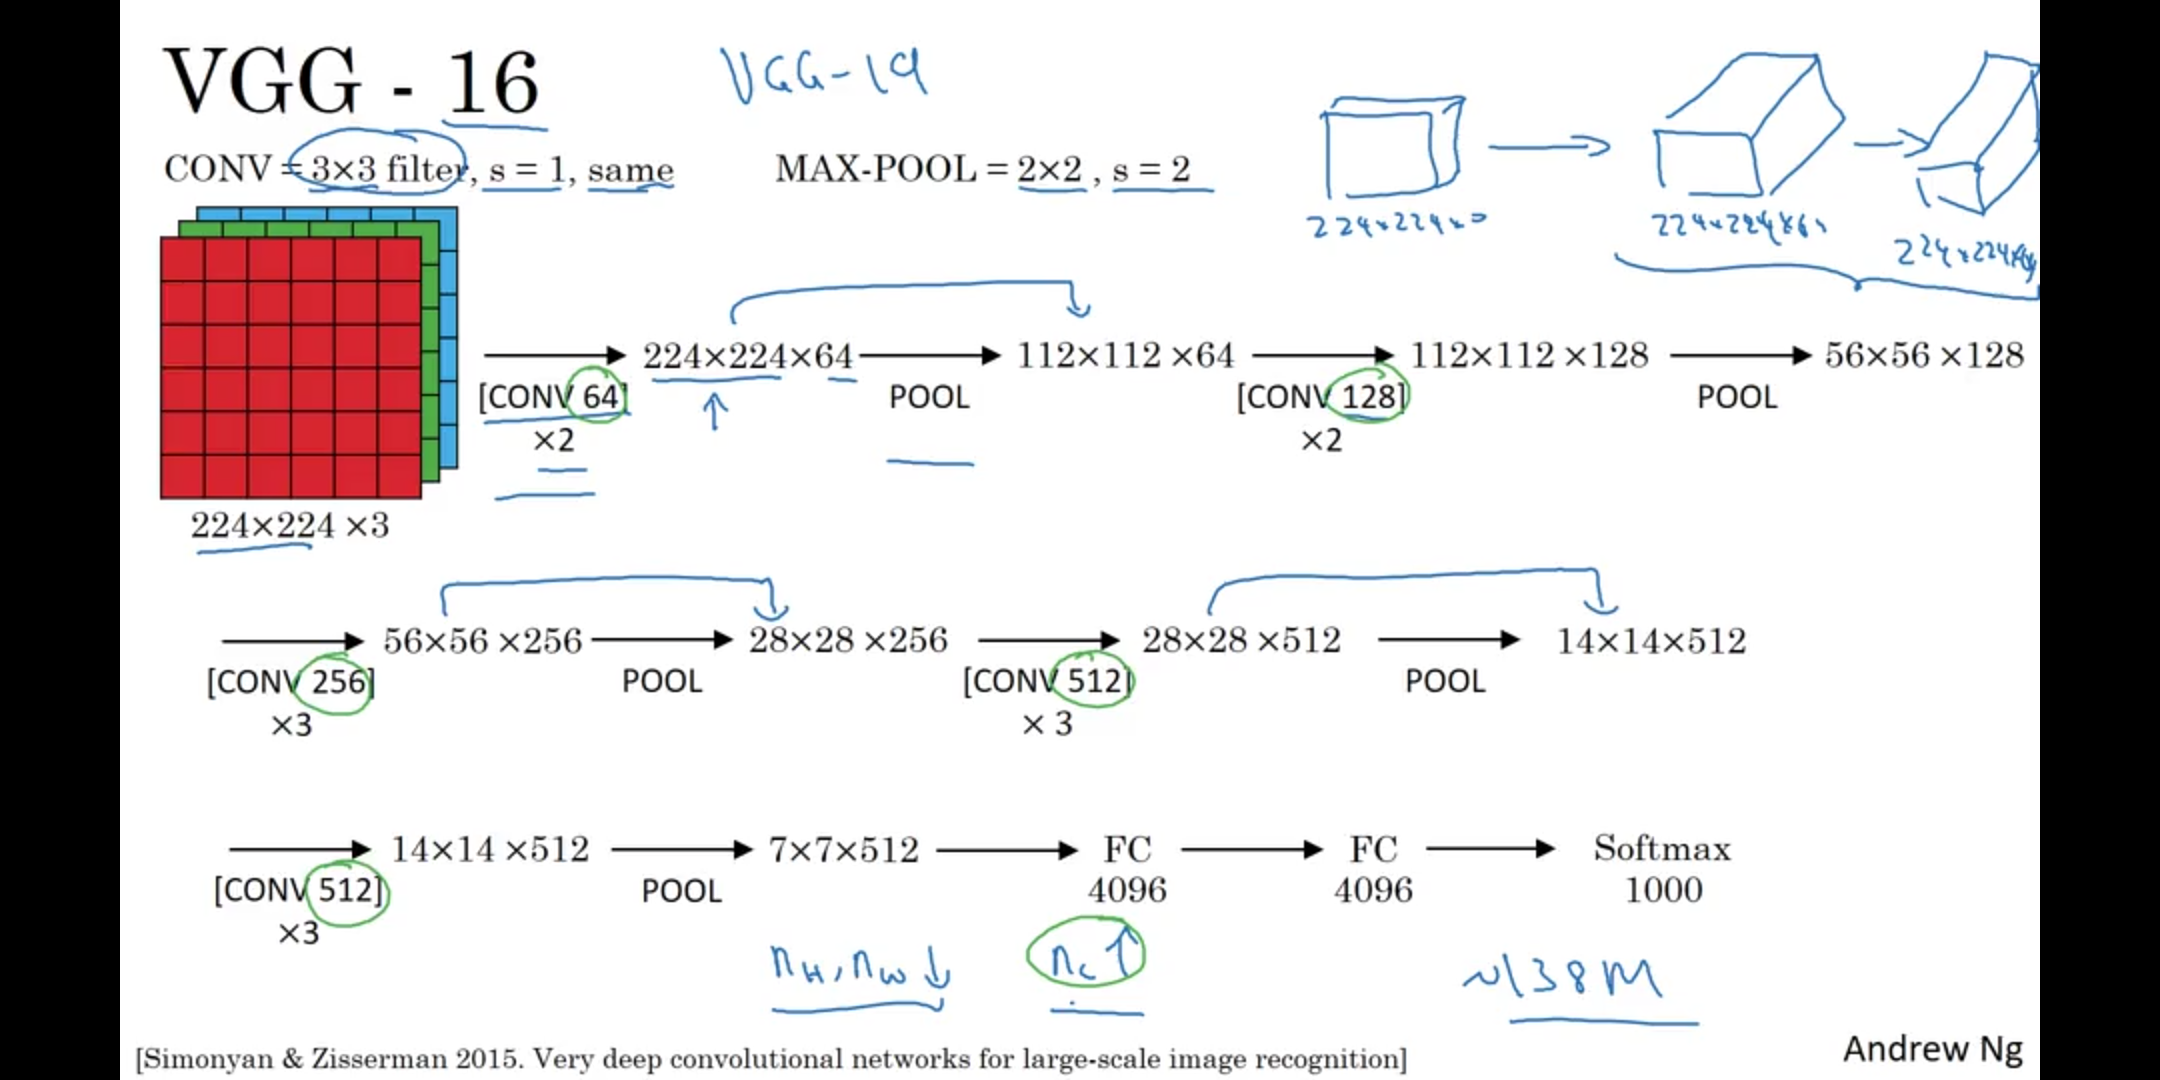 VGG - 16
VGG-19
CONV = 3×3 filter, s = 1, same
MAX-POOL = 2×2 , s = 2
224×224×3
224×224×64
224×224×64
224×224×64
112×112 ×64
112×112 ×128
56×56 ×128
[CONV 64]
×2
POOL
[CONV 128]
×2
POOL
224×224 ×3
56×56 ×256
28×28 ×256
28×28 ×512
14×14×512
[CONV 256]
×3
POOL
[CONV 512]
× 3
POOL
14×14 ×512
7×7×512
FC
4096
FC
4096
Softmax
1000
[CONV 512]
×3
POOL
nH, nW ↓
nC ↑
~138M
[Simonyan & Zisserman 2015. Very deep convolutional networks for large-scale image recognition]
Andrew Ng